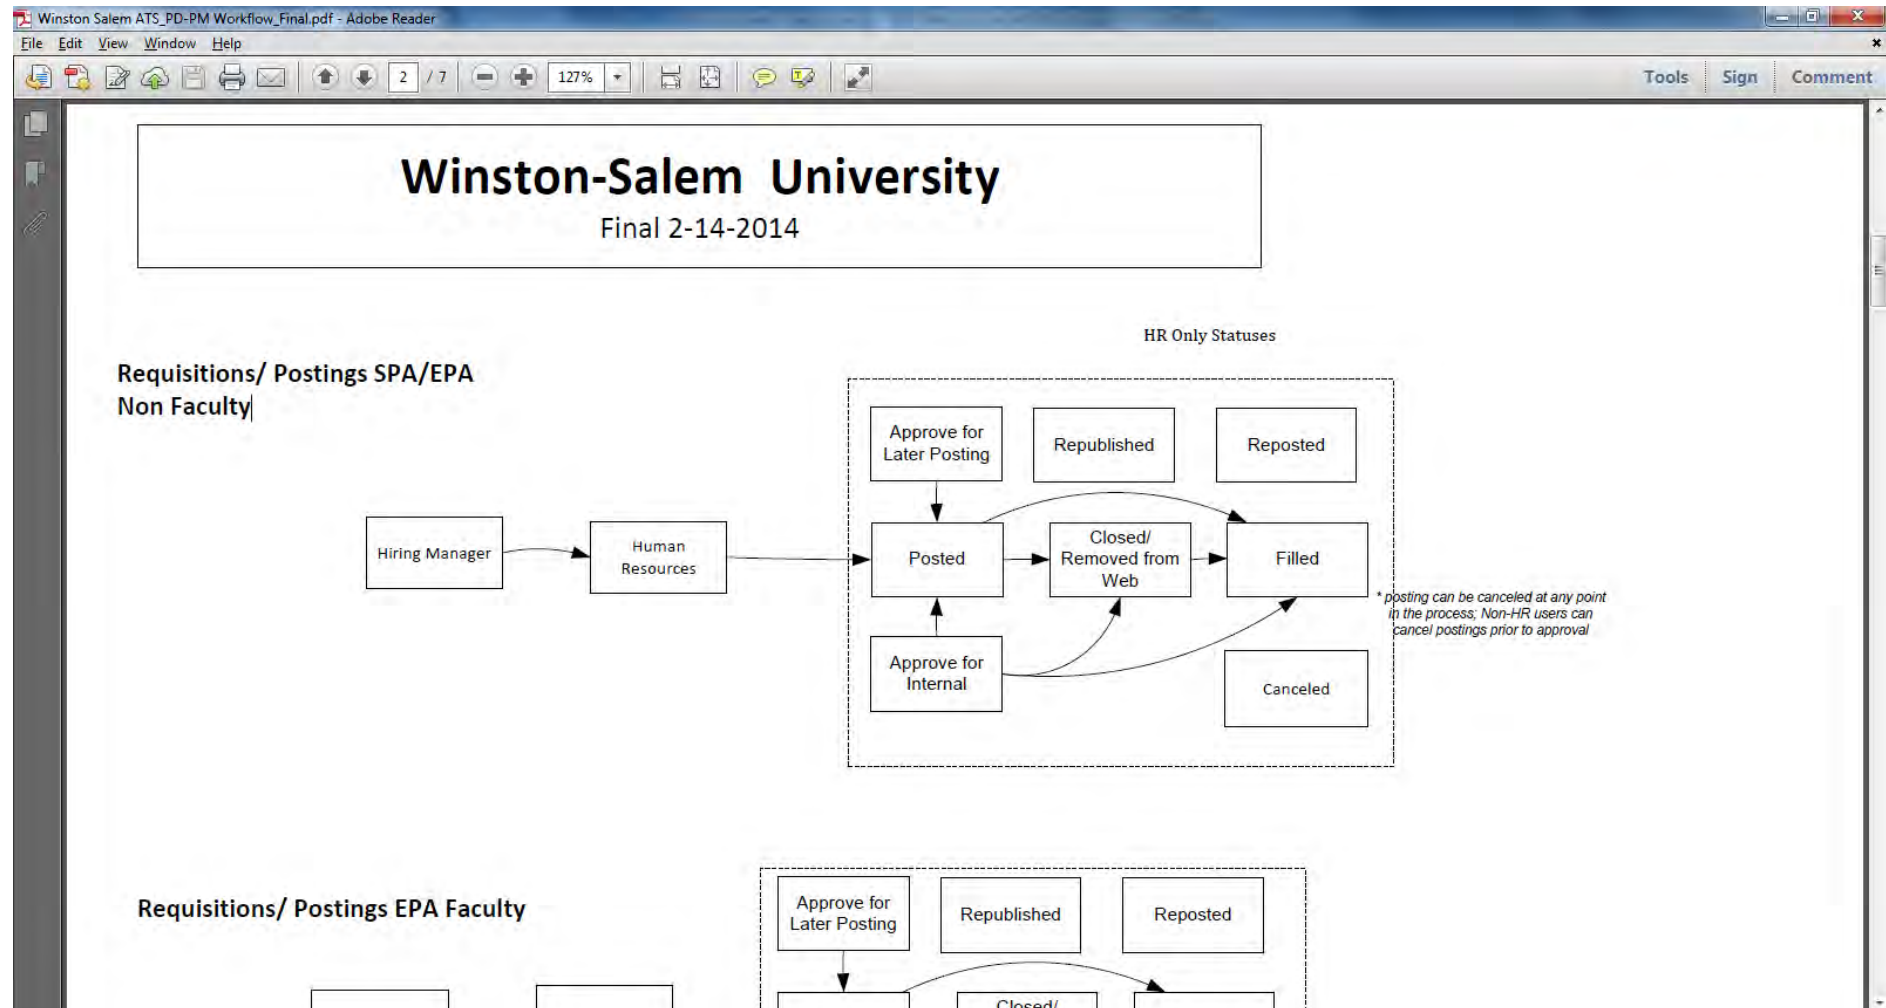 Winston Salem ATS_PD-PM Workflow_Final.pdf - Adobe Reader
File Edit View Window Help
2 / 7 127% Tools Sign Comment
Winston-Salem University
Final 2-14-2014
HR Only Statuses
Requisitions/ Postings SPA/EPA
Non Faculty
Approve for
Later Posting
Republished
Reposted
Hiring Manager
Human
Resources
Posted
Closed/
Removed from
Web
Filled
* posting can be canceled at any point
in the process; Non-HR users can
cancel postings prior to approval
Approve for
Internal
Canceled
Requisitions/ Postings EPA Faculty
Approve for
Later Posting
Republished
Reposted
Closed/